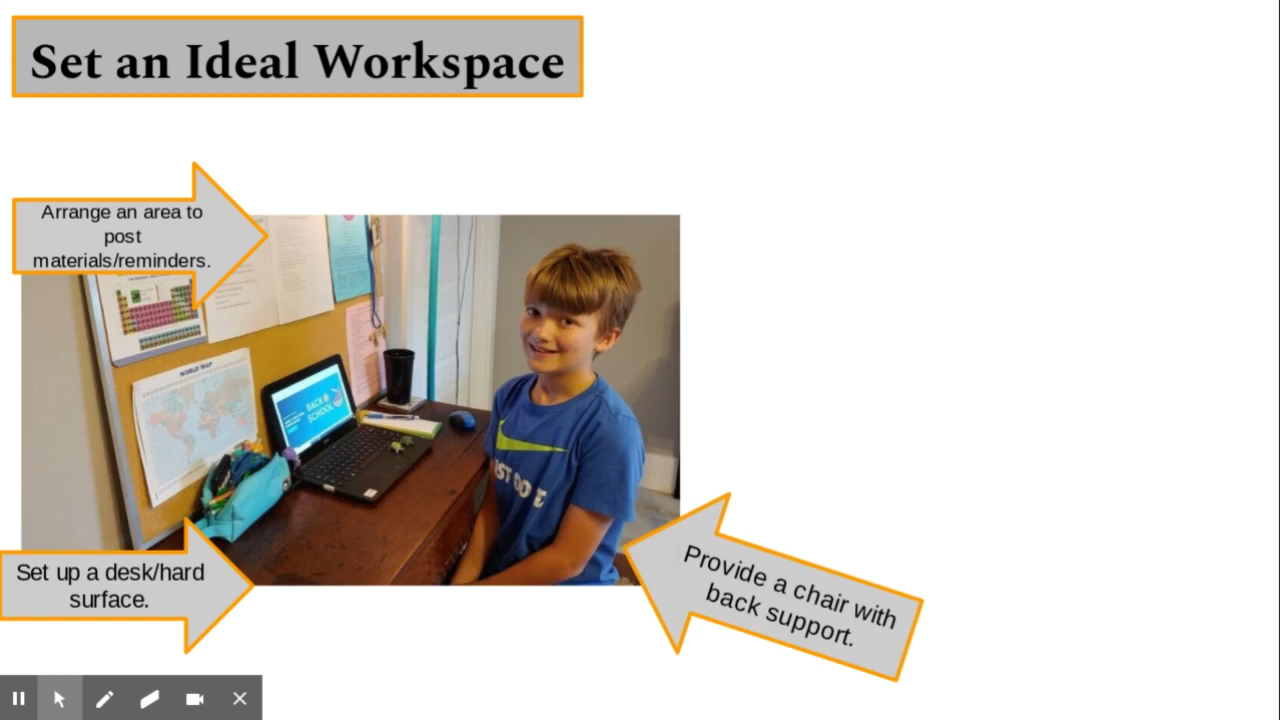 Set an Ideal Workspace
Arrange an area to
post
materials/reminders.
WORLD MAP
BACK
SCHOOL
Set up a desk/hard
surface.
Provide a chair with
back support.